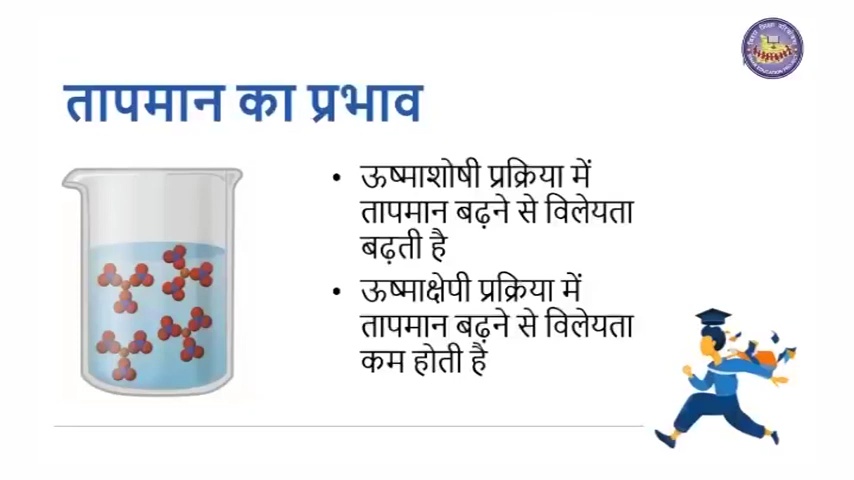 तापमान का प्रभाव
• ऊष्माशोषी प्रक्रिया में
तापमान बढ़ने से विलेयता
बढ़ती है
• ऊष्माक्षेपी प्रक्रिया में
तापमान बढ़ने से विलेयता
कम होती है